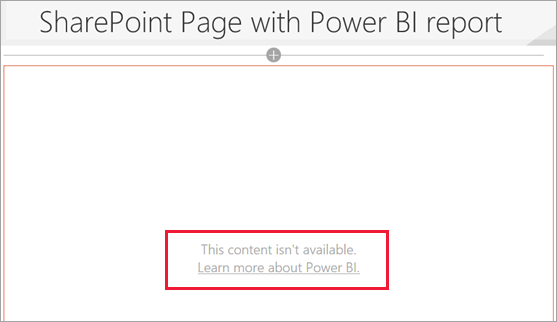 SharePoint Page with Power BI report
This content isn't available.
Learn more about Power BI.